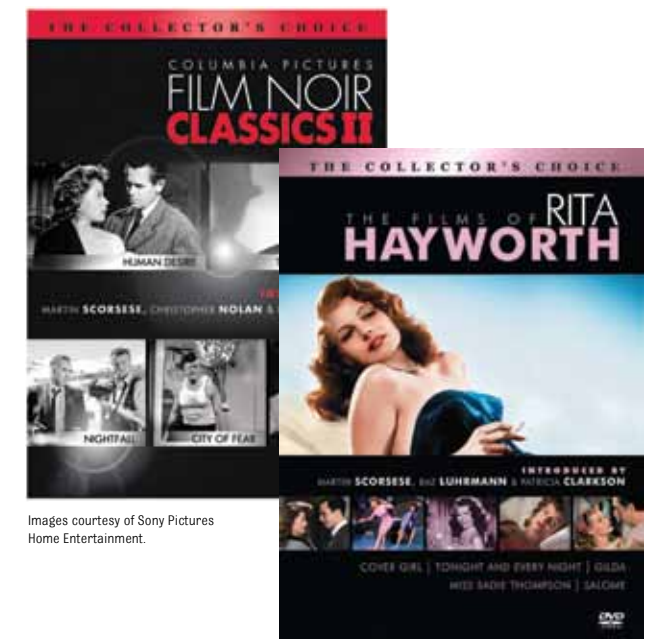 THE COLLECTOR'S CHOICE
COLUMBIA PICTURES
FILM NOIR
CLASSICS II
HUMAN DESIRE
MARTIN SCORSESE, CHRISTOPHER NOLAN &
NIGHTFALL
CITY OF FEAR
Images courtesy of Sony Pictures
Home Entertainment.
THE COLLECTOR'S CHOICE
THE FILMS OF RITA
HAYWORTH
INTRODUCED BY
MARTIN SCORSESE, BAZ LUHRMANN & PATRICIA CLARKSON
COVER GIRL | TONIGHT AND EVERY NIGHT | GILDA
MISS SADIE THOMPSON | SALOME
DVD